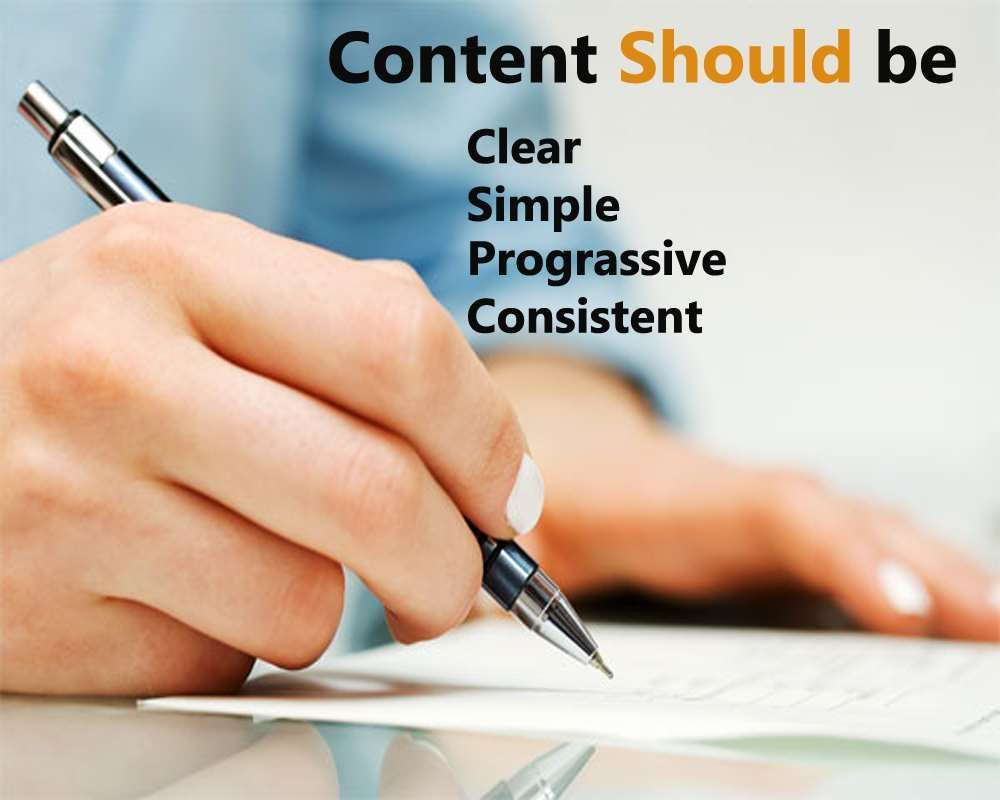 Content Should be
Clear
Simple
Prograssive
Consistent